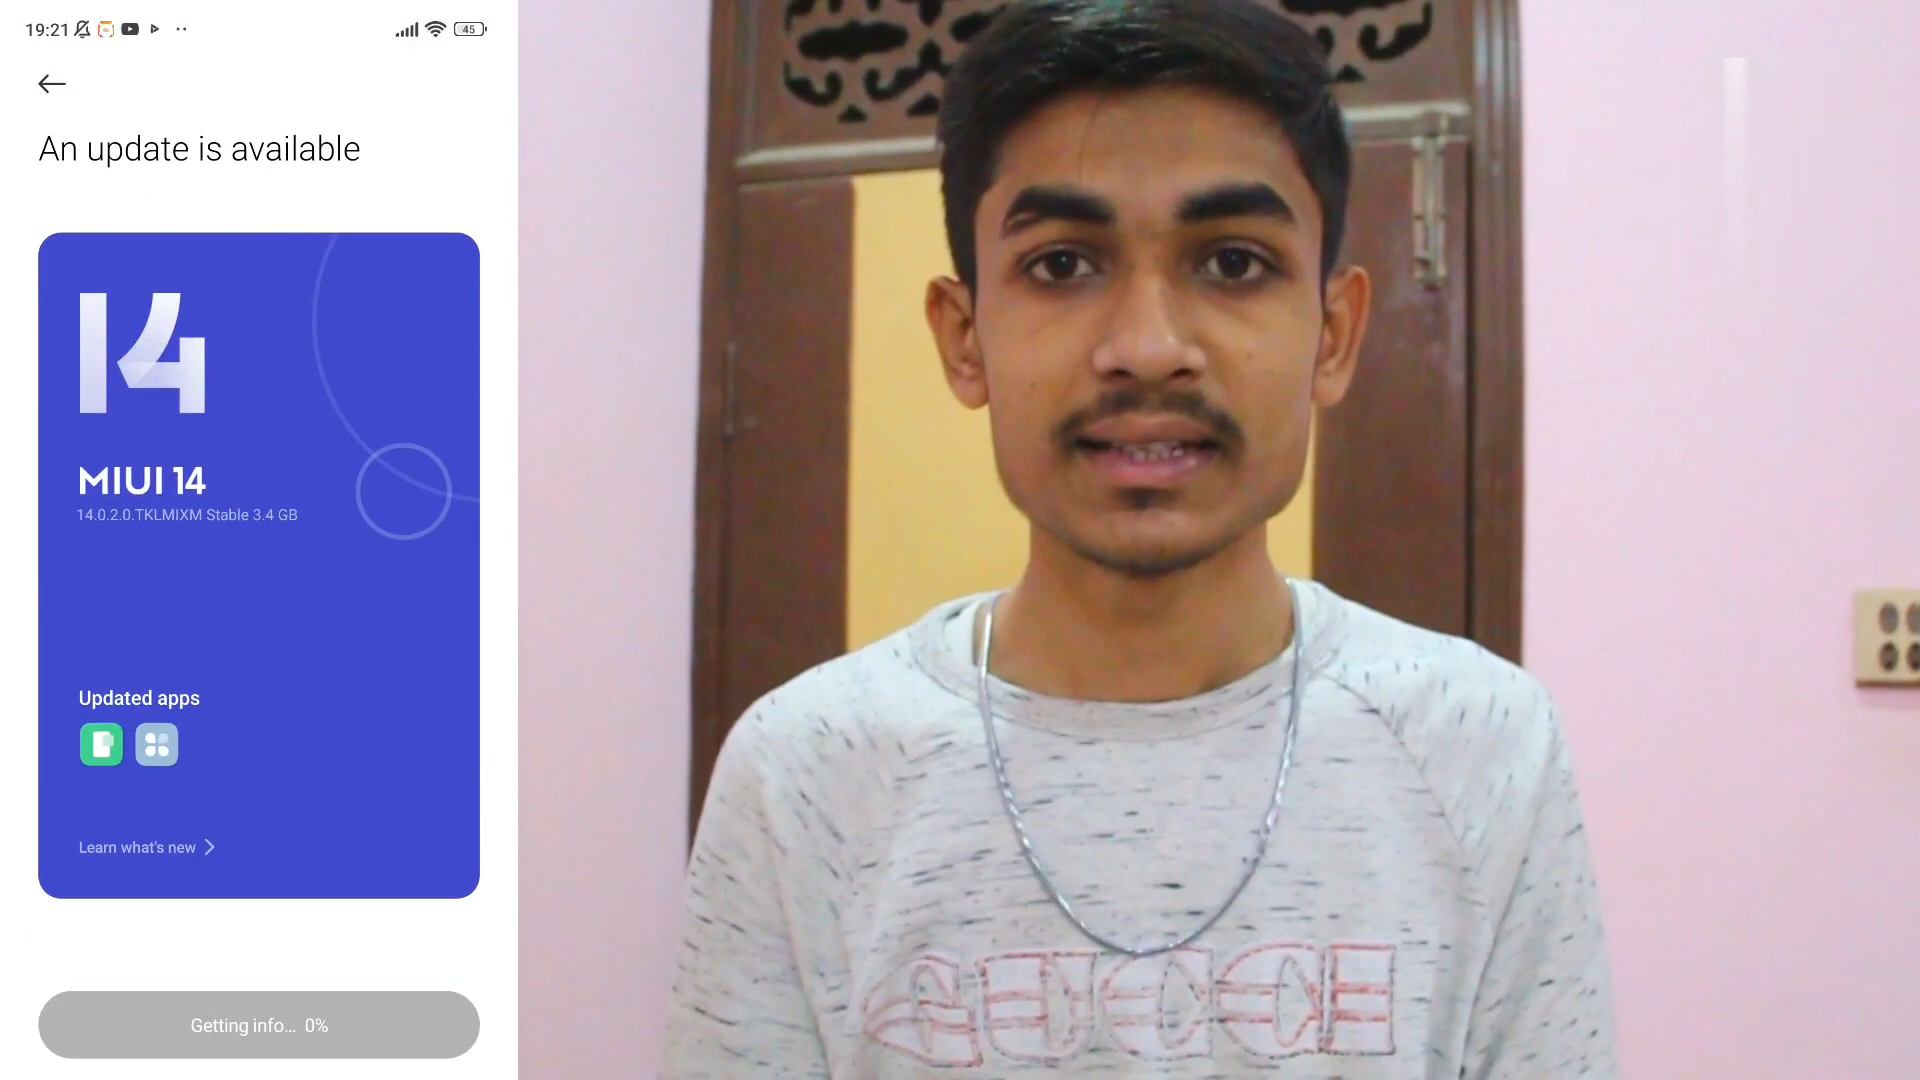 19:21
45
An update is available
14
MIUI 14
14.0.2.0.TKLMIXM Stable 3.4 GB
Updated apps
Learn what's new
Getting info... 0%
GUCCI